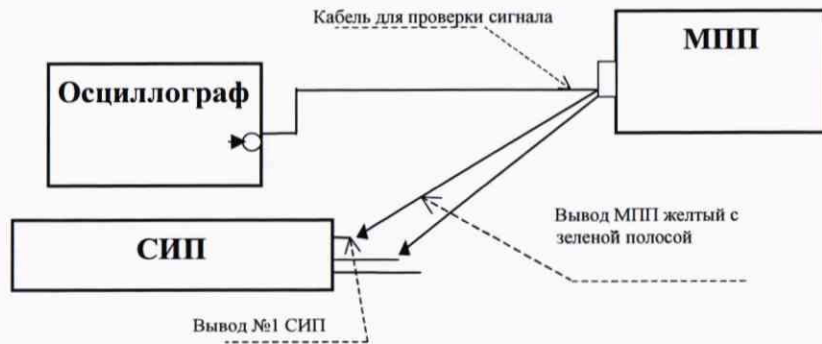 Кабель для проверки сигнала
МПП
Осциллограф
Вывод МПП желтый с
зеленой полосой
СИП
Вывод №1 СИП